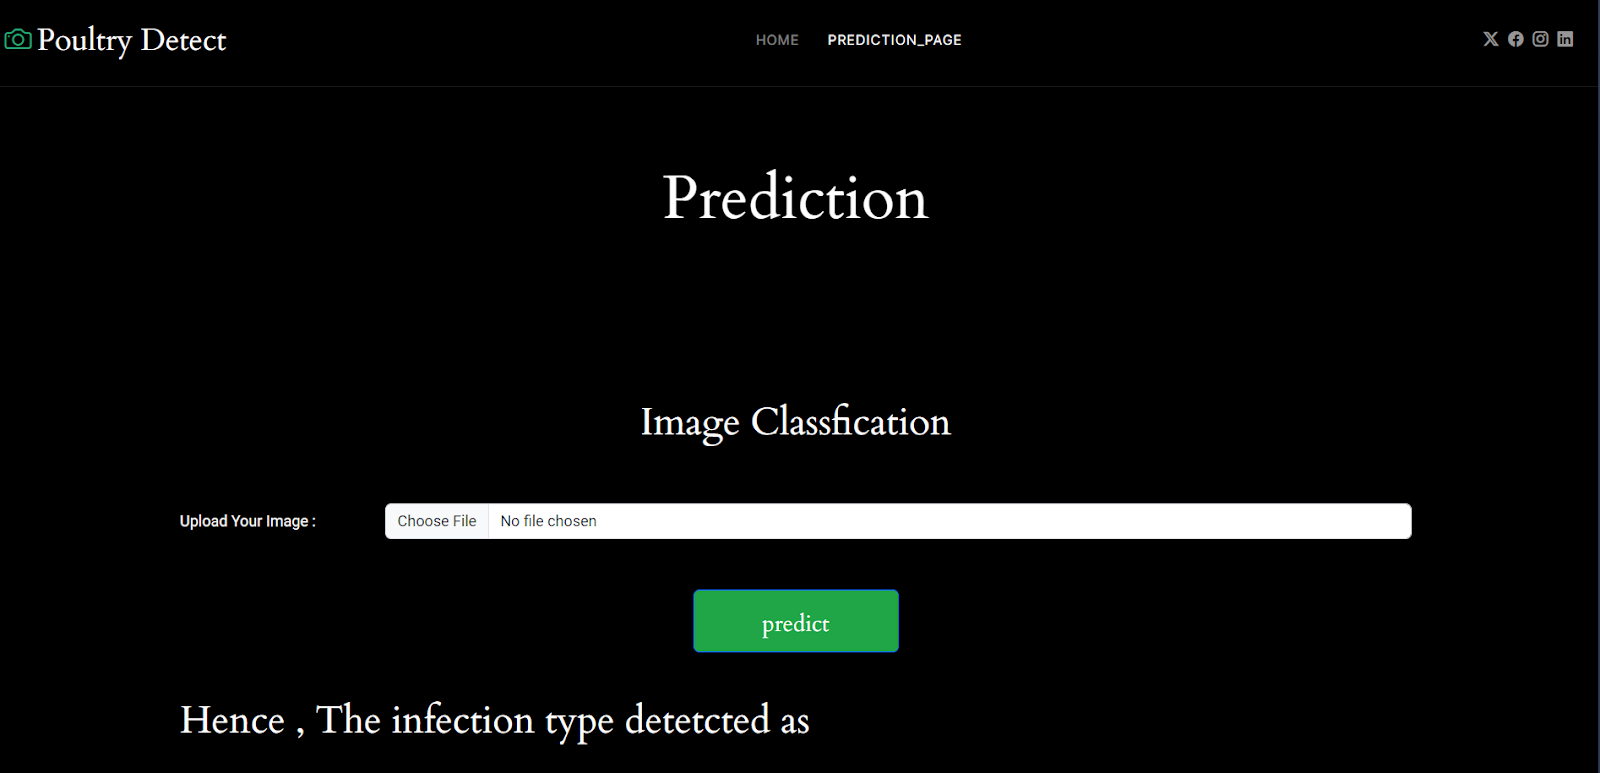 Poultry Detect
HOME
PREDICTION_PAGE
Prediction
Image Classfication
Upload Your Image :
Choose File
No file chosen
predict
Hence , The infection type detetcted as